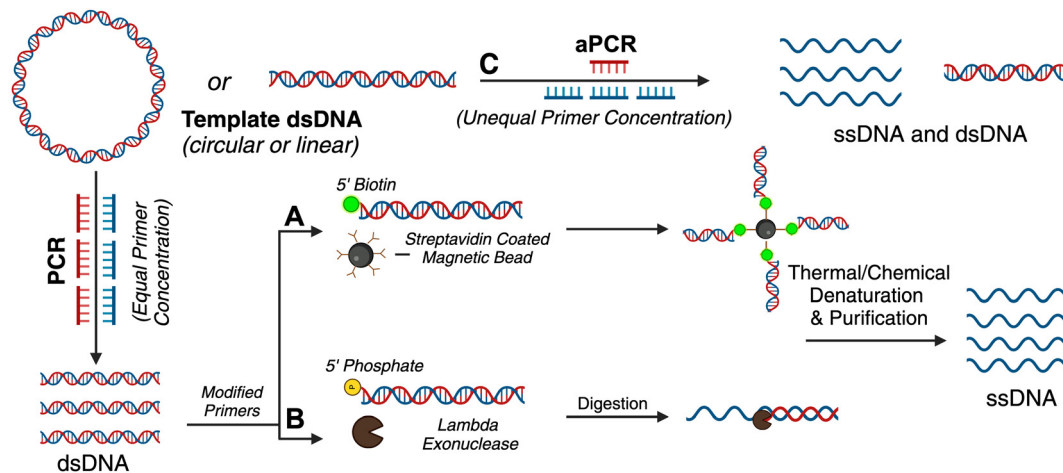 aPCR
C
or
Template dsDNA
(circular or linear)
(Unequal Primer Concentration)
ssDNA and dsDNA
PCR
(Equal Primer
Concentration)
A
5' Biotin
Streptavidin Coated
Magnetic Bead
Thermal/Chemical
Denaturation
& Purification
ssDNA
Modified
Primers
B
5' Phosphate
P
Lambda
Exonuclease
Digestion
dsDNA